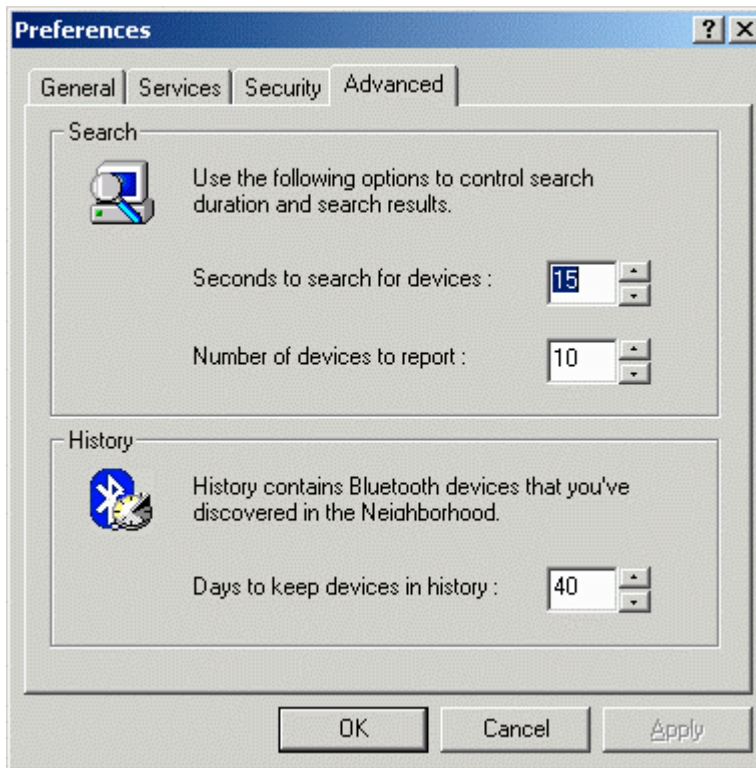 Preferences
General Services Security Advanced
Search
Use the following options to control search
duration and search results.
Seconds to search for devices : 15
Number of devices to report : 10
History
History contains Bluetooth devices that you've
discovered in the Neighborhood.
Days to keep devices in history : 40
OK Cancel Apply